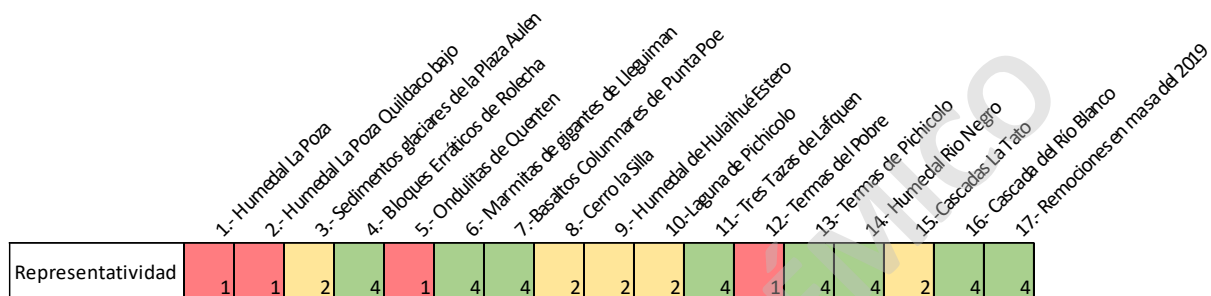 1.- Humedal La Poza
2.- Humedal La Poza Quildaco bajo
3.- Sedimentos glaciares de la Plaza Aulen
4.- Bloques Erráticos de Rolecha
5.- Ondulitas de Quenten
6.- Marmitas de gigantes de Lleguiman
7.-Basaltos Columnares de Punta Poe
8.- Cerro la Silla
9.- Humedal de Hulaihué Estero
10.-Laguna de Pichicolo
11.- Tres Tazas de Lafquen
12.- Termas del Pobre
13.- Termas de Pichicolo
14.- Humedal Rio Negro
15.-Cascadas La Tato
16.- Cascada del Río Blanco
17.- Remociones en masa del 2019
Representatividad 1 1 2 4 1 4 4 2 2 2 4 1 4 4 2 4 4
ÉMICO